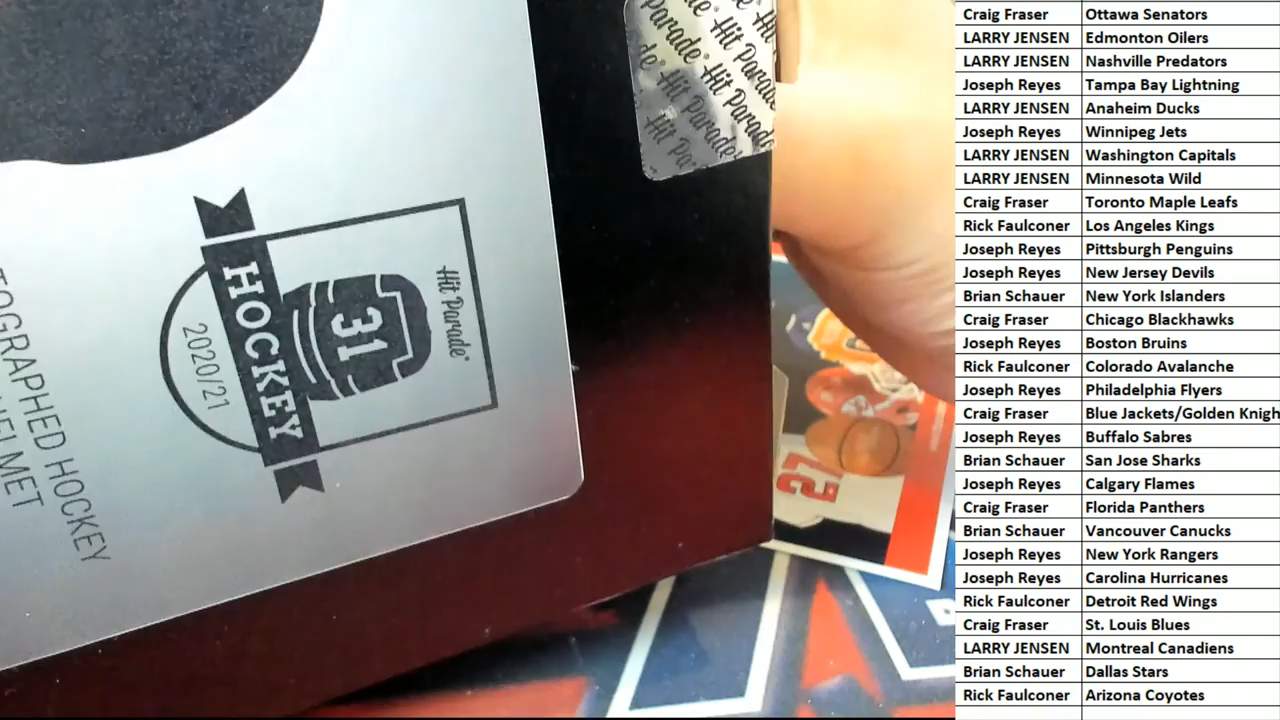 Hit Parade
31
HOCKEY
2020/21
TOGRAPHED HOCKEY
HELMET
Hit Parade
Hit Parade
Hit Parade
Hit Parade
27
Craig Fraser Ottawa Senators
LARRY JENSEN Edmonton Oilers
LARRY JENSEN Nashville Predators
Joseph Reyes Tampa Bay Lightning
LARRY JENSEN Anaheim Ducks
Joseph Reyes Winnipeg Jets
LARRY JENSEN Washington Capitals
LARRY JENSEN Minnesota Wild
Craig Fraser Toronto Maple Leafs
Rick Faulconer Los Angeles Kings
Joseph Reyes Pittsburgh Penguins
Joseph Reyes New Jersey Devils
Brian Schauer New York Islanders
Craig Fraser Chicago Blackhawks
Joseph Reyes Boston Bruins
Rick Faulconer Colorado Avalanche
Joseph Reyes Philadelphia Flyers
Craig Fraser Blue Jackets/Golden Knigh
Joseph Reyes Buffalo Sabres
Brian Schauer San Jose Sharks
Joseph Reyes Calgary Flames
Craig Fraser Florida Panthers
Brian Schauer Vancouver Canucks
Joseph Reyes New York Rangers
Joseph Reyes Carolina Hurricanes
Rick Faulconer Detroit Red Wings
Craig Fraser St. Louis Blues
LARRY JENSEN Montreal Canadiens
Brian Schauer Dallas Stars
Rick Faulconer Arizona Coyotes